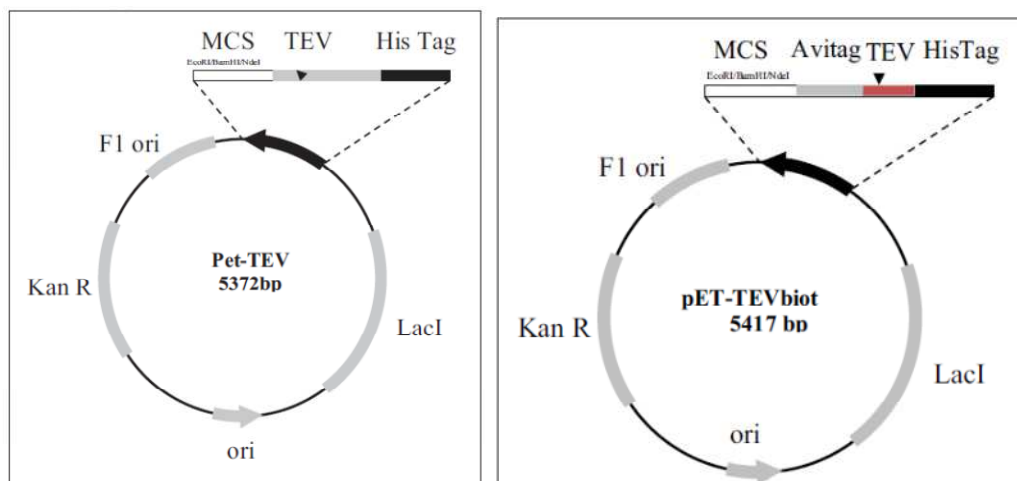 MCS TEV His Tag
EcoRI/BamHI/NdeI
F1 ori
Pet-TEV
5372bp
Kan R
LacI
ori
MCS Avitag TEV HisTag
EcoRI/BamHI/NdeI
F1 ori
pET-TEVbiot
5417 bp
Kan R
LacI
ori